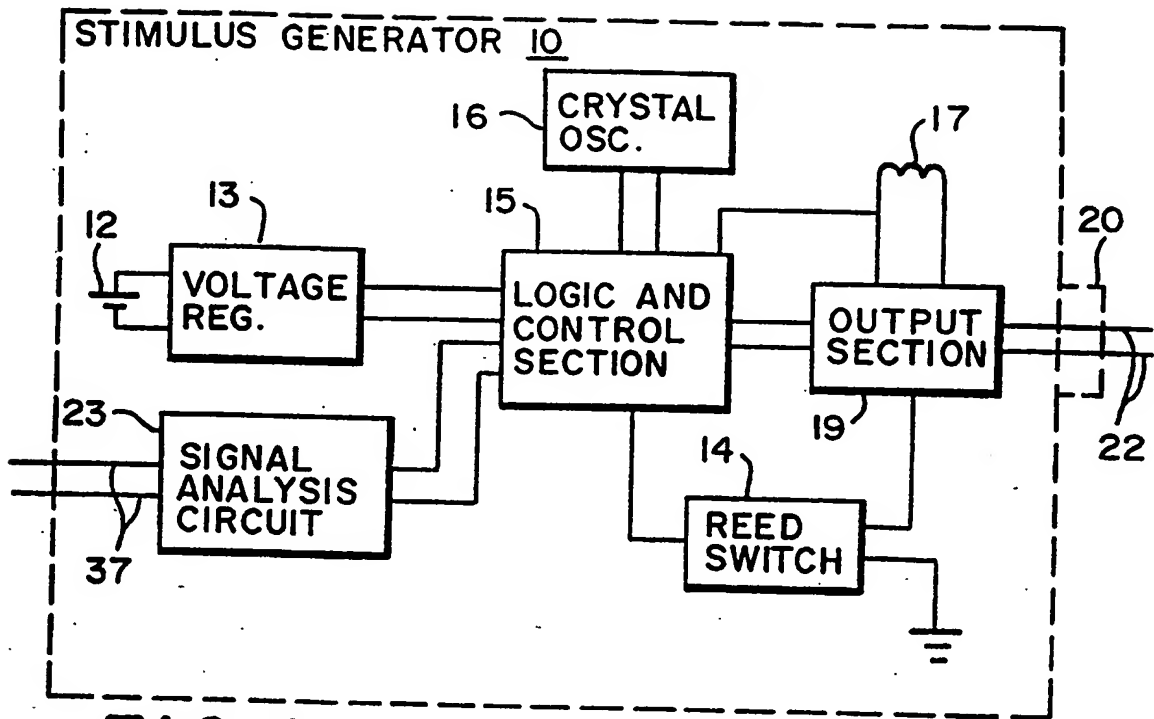 STIMULUS GENERATOR 10
CRYSTAL
OSC.
16
17
13
15
12
20
VOLTAGE
REG.
LOGIC AND
CONTROL
SECTION
OUTPUT
SECTION
23
19
22
14
SIGNAL
ANALYSIS
CIRCUIT
REED
SWITCH
37